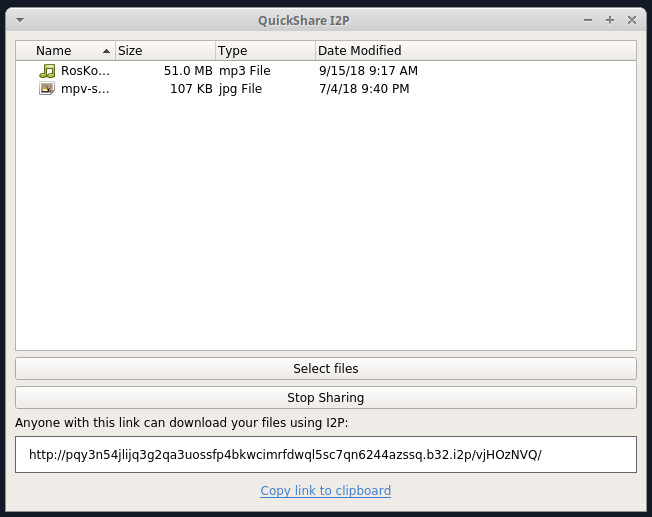 QuickShare I2P
Name Size Type Date Modified
RosKo... 51.0 MB mp3 File 9/15/18 9:17 AM
mpv-s... 107 KB jpg File 7/4/18 9:40 PM
Select files
Stop Sharing
Anyone with this link can download your files using I2P:
http://pqy3n54jlijq3g2qa3uossfp4bkwcimrfdwql5sc7qn6244azssq.b32.i2p/vjHOzNVQ/
Copy link to clipboard